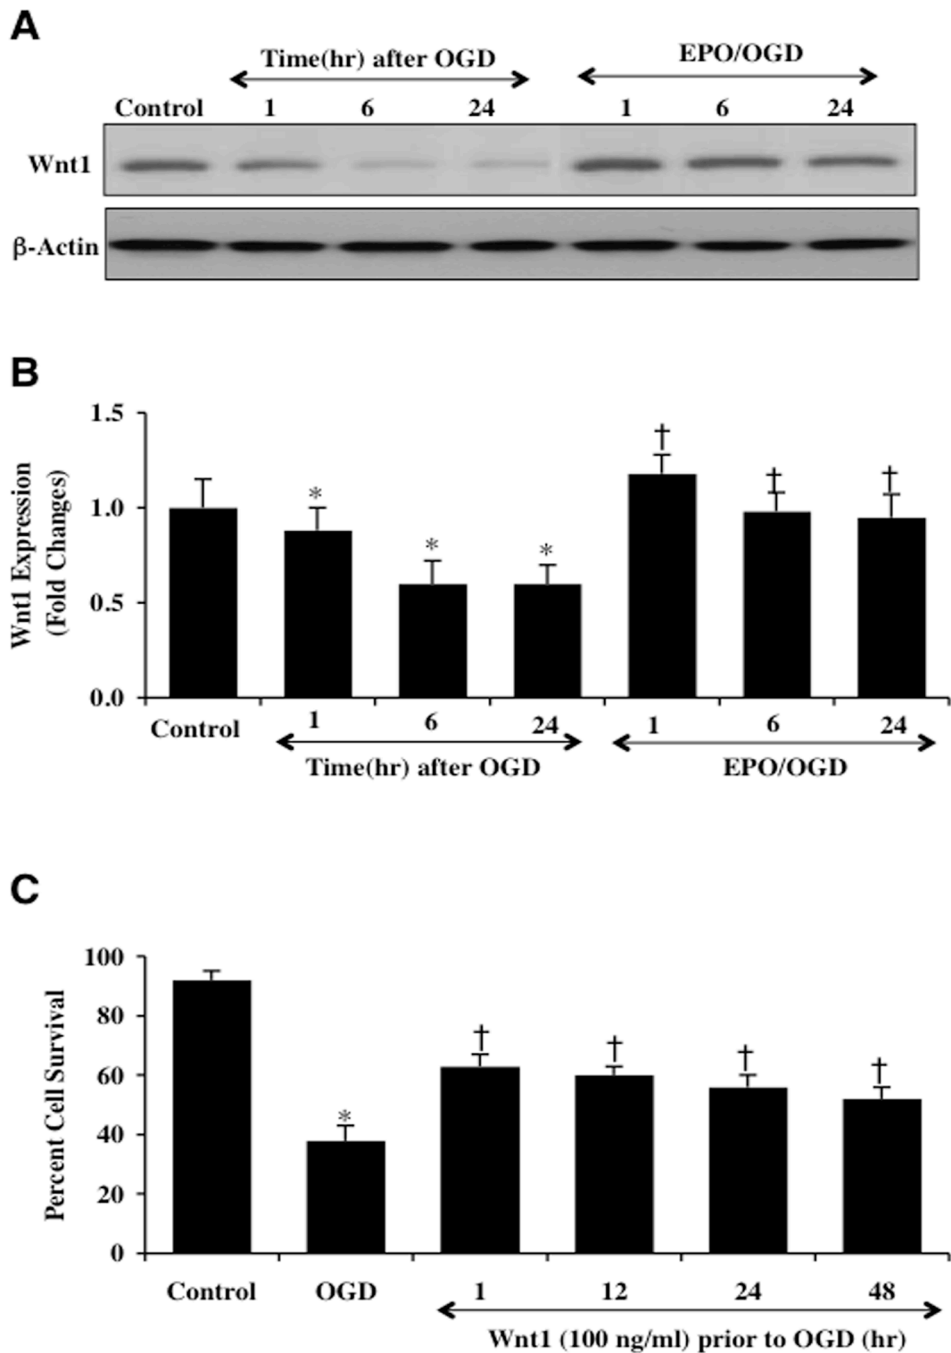 A
Time(hr) after OGD EPO/OGD
Control 1 6 24 1 6 24
Wnt1
β-Actin
B
Wnt1 Expression
(Fold Changes)
1.5
1.0
0.5
0.0
* * * † † †
Control 1 6 24 1 6 24
Time(hr) after OGD EPO/OGD
C
Percent Cell Survival
100
80
60
40
20
0
* † † † †
Control OGD 1 12 24 48
Wnt1 (100 ng/ml) prior to OGD (hr)